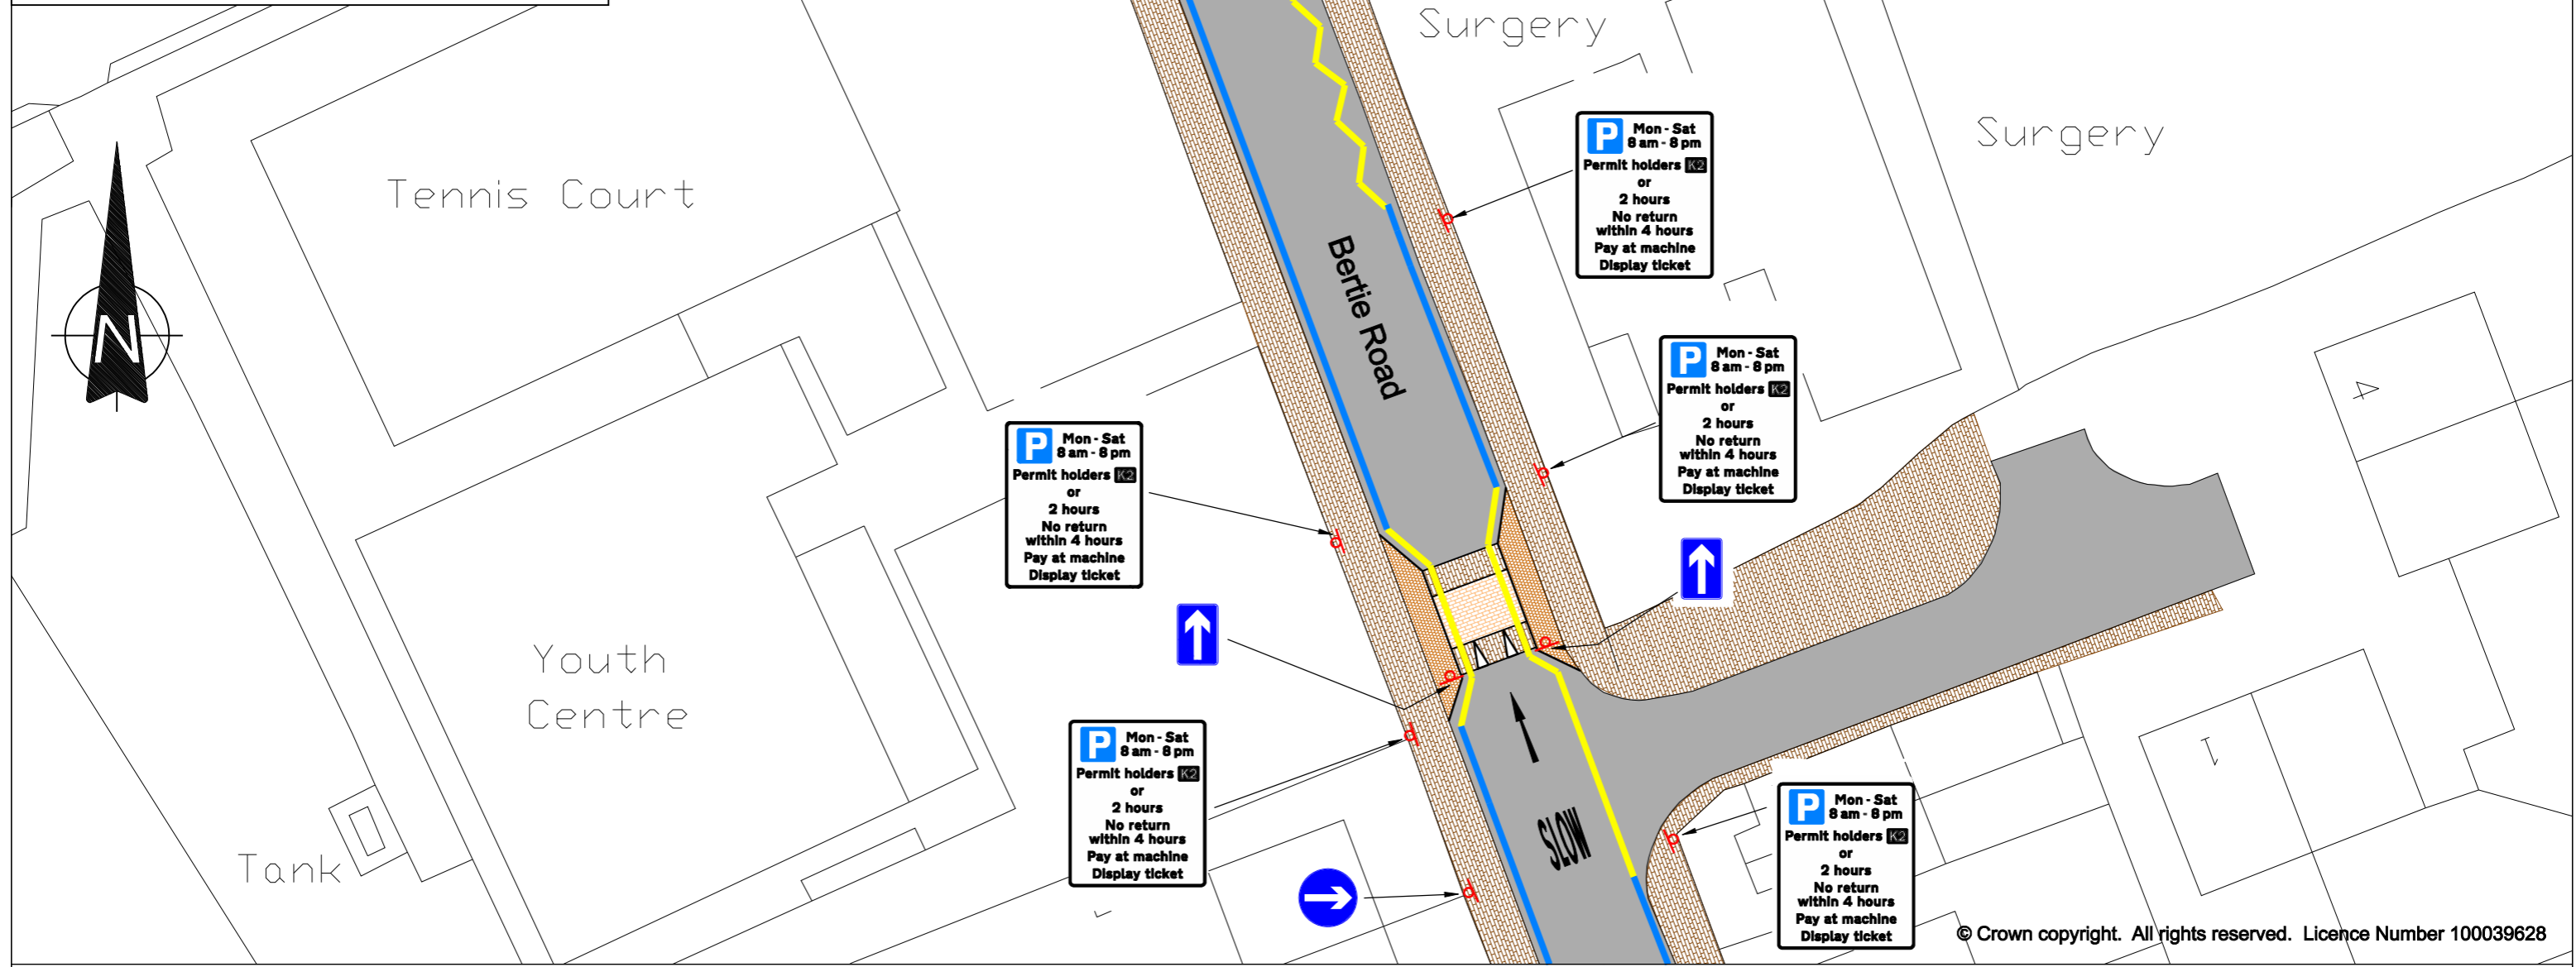 Surgery
Surgery
Tennis Court
N
P Mon - Sat
8 am - 8 pm
Permit holders K2
or
2 hours
No return
within 4 hours
Pay at machine
Display ticket
Bertie Road
P Mon - Sat
8 am - 8 pm
Permit holders K2
or
2 hours
No return
within 4 hours
Pay at machine
Display ticket
4
P Mon - Sat
8 am - 8 pm
Permit holders K2
or
2 hours
No return
within 4 hours
Pay at machine
Display ticket
Youth
Centre
P Mon - Sat
8 am - 8 pm
Permit holders K2
or
2 hours
No return
within 4 hours
Pay at machine
Display ticket
1
SLOW
Tank
P Mon - Sat
8 am - 8 pm
Permit holders K2
or
2 hours
No return
within 4 hours
Pay at machine
Display ticket
© Crown copyright. All rights reserved. Licence Number 100039628